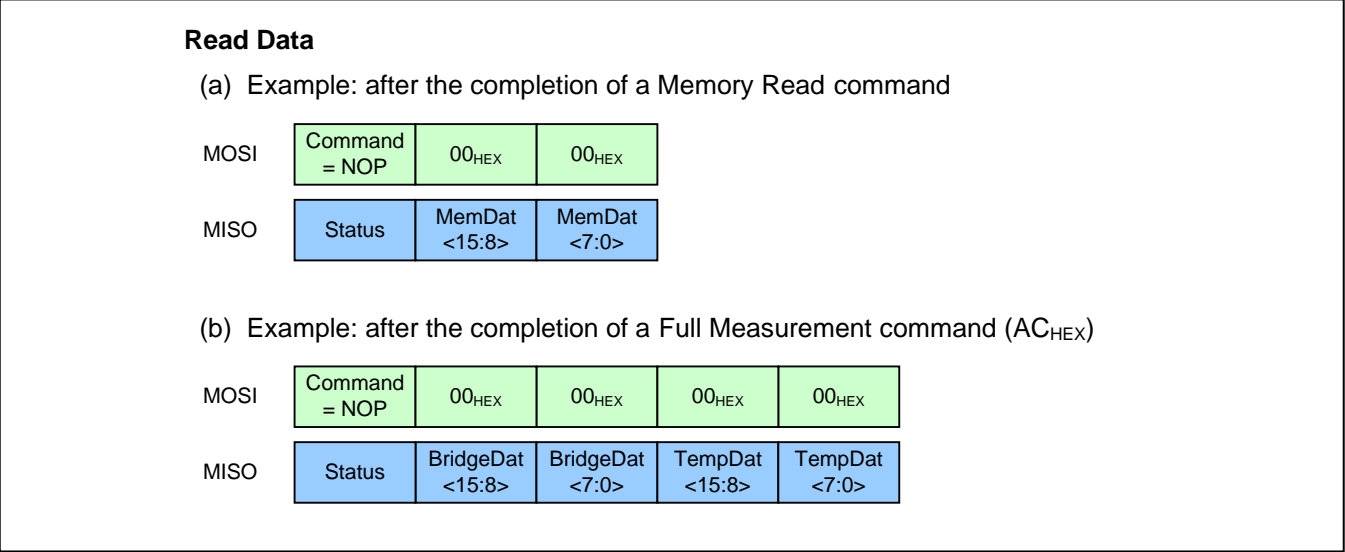 Read Data
(a) Example: after the completion of a Memory Read command
MOSI Command = NOP 00HEX 00HEX
MISO Status MemDat <15:8> MemDat <7:0>
(b) Example: after the completion of a Full Measurement command (ACHEX)
MOSI Command = NOP 00HEX 00HEX 00HEX 00HEX
MISO Status BridgeDat <15:8> BridgeDat <7:0> TempDat <15:8> TempDat <7:0>